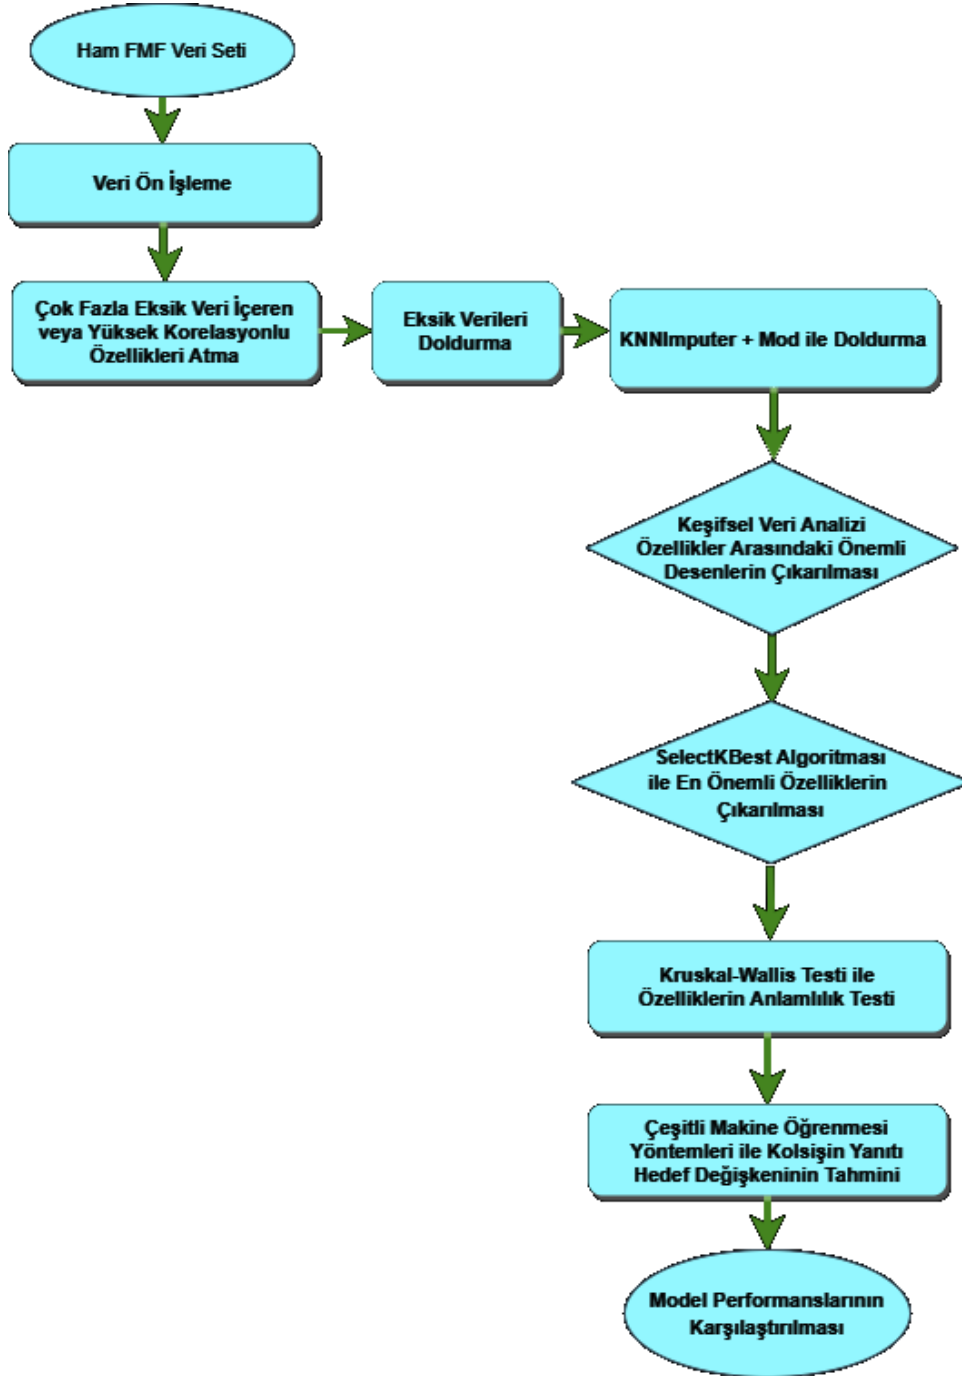 Ham FMF Veri Seti
Veri Ön İşleme
Çok Fazla Eksik Veri İçeren
veya Yüksek Korelasyonlu
Özellikleri Atma
Eksik Verileri
Doldurma
KNNImputer + Mod ile Doldurma
Keşifsel Veri Analizi
Özellikler Arasındaki Önemli
Desenlerin Çıkarılması
SelectKBest Algoritması
ile En Önemli Özelliklerin
Çıkarılması
Kruskal-Wallis Testi ile
Özelliklerin Anlamlılık Testi
Çeşitli Makine Öğrenmesi
Yöntemleri ile Kolsişin Yanıtı
Hedef Değişkeninin Tahmini
Model Performanslarının
Karşılaştırılması